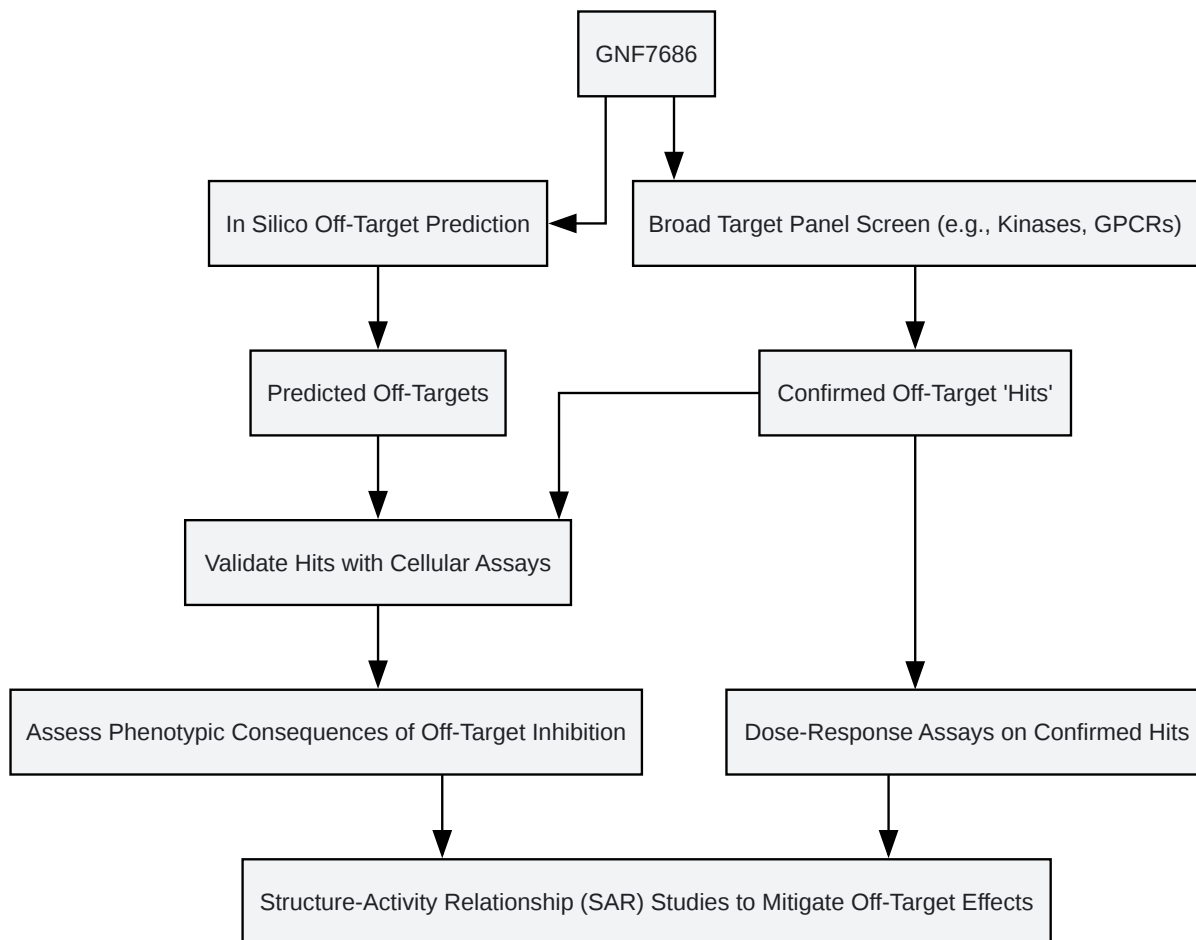 GNF7686
In Silico Off-Target Prediction
Broad Target Panel Screen (e.g., Kinases, GPCRs)
Predicted Off-Targets
Confirmed Off-Target 'Hits'
Validate Hits with Cellular Assays
Assess Phenotypic Consequences of Off-Target Inhibition
Dose-Response Assays on Confirmed Hits
Structure-Activity Relationship (SAR) Studies to Mitigate Off-Target Effects